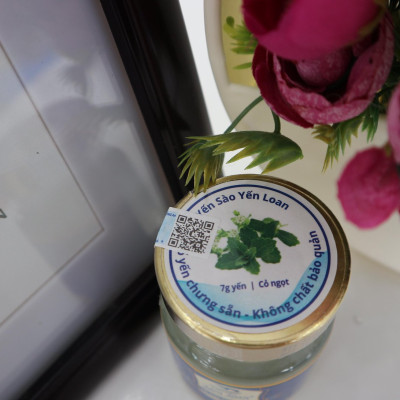 Yến Sào Yến Loan
7g yến | Cỏ ngọt
yến chưng sẵn - Không chất bảo quản